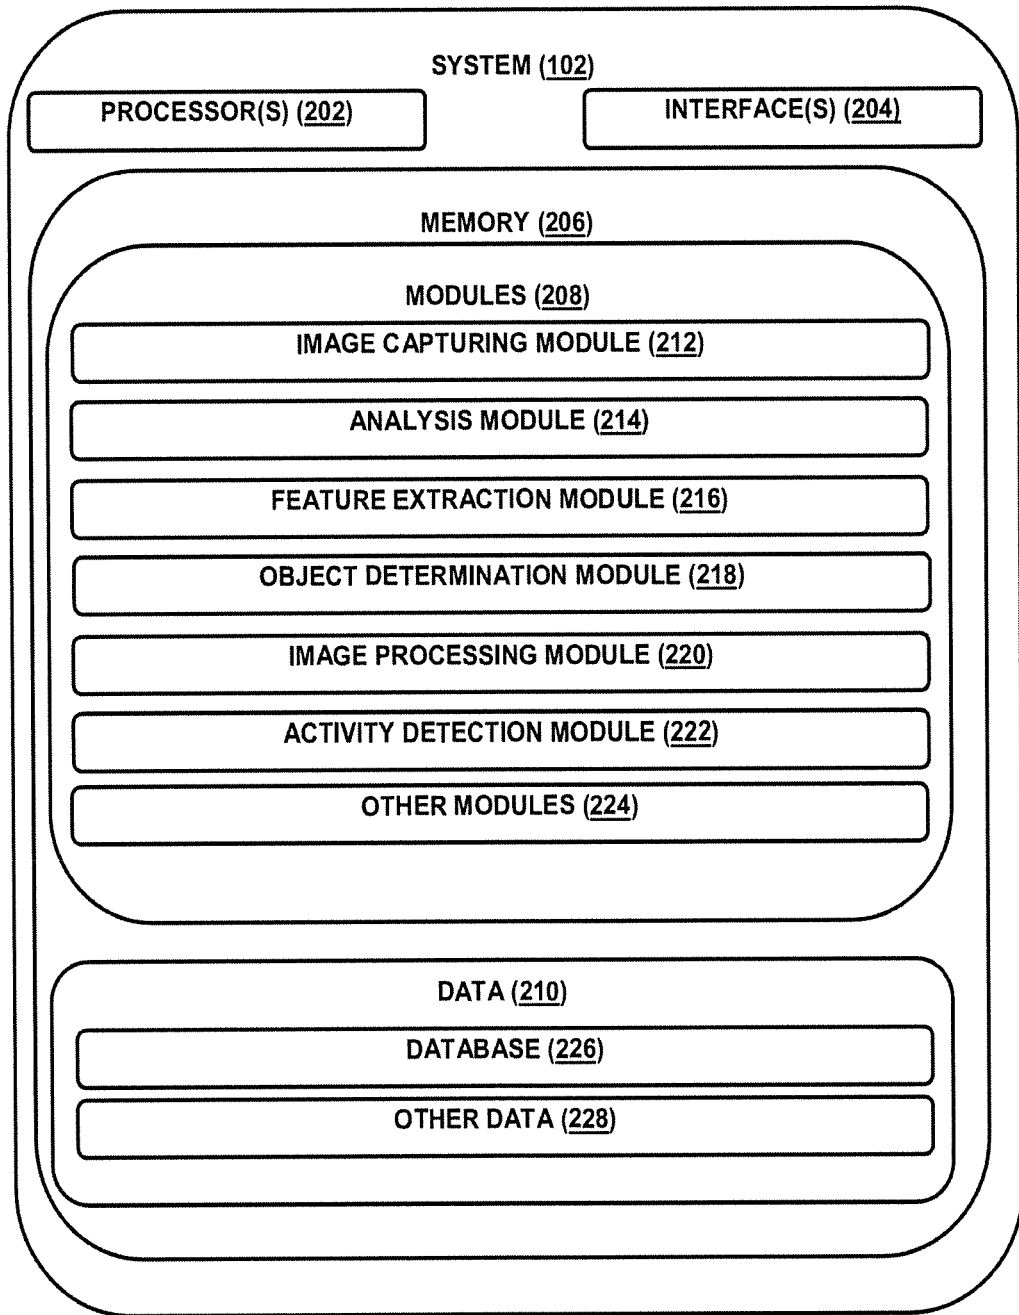 SYSTEM (102)
PROCESSOR(S) (202)
INTERFACE(S) (204)
MEMORY (206)
MODULES (208)
IMAGE CAPTURING MODULE (212)
ANALYSIS MODULE (214)
FEATURE EXTRACTION MODULE (216)
OBJECT DETERMINATION MODULE (218)
IMAGE PROCESSING MODULE (220)
ACTIVITY DETECTION MODULE (222)
OTHER MODULES (224)
DATA (210)
DATABASE (226)
OTHER DATA (228)